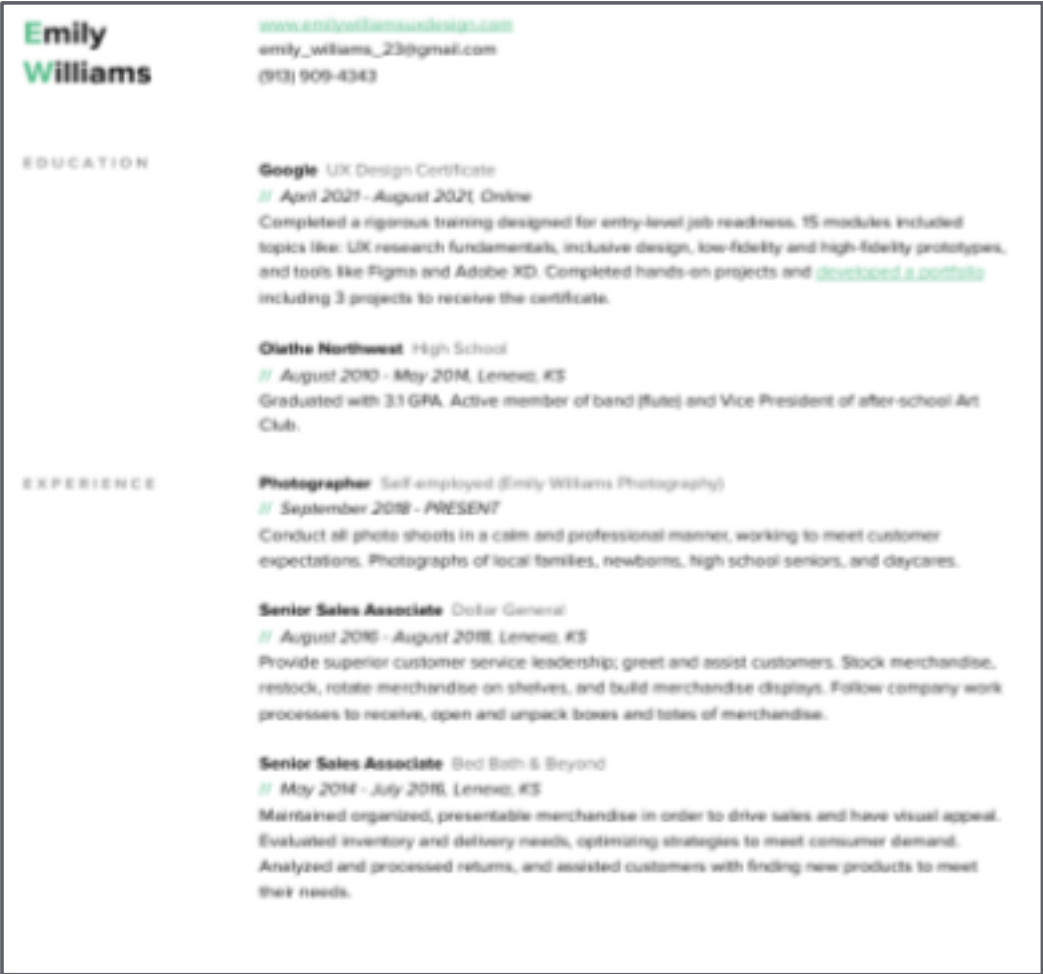 Emily
Williams
www.emilywilliamsuxdesign.com
emily_williams_23@gmail.com
(913) 909-4343
EDUCATION
Google UX Design Certificate
// April 2021 - August 2021, Online
Completed a rigorous training designed for entry-level job readiness. 15 modules included
topics like: UX research fundamentals, inclusive design, low-fidelity and high-fidelity prototypes,
and tools like Figma and Adobe XD. Completed hands-on projects and developed a portfolio
including 3 projects to receive the certificate.
Olathe Northwest High School
// August 2010 - May 2014, Lenexa, KS
Graduated with 3.1 GPA. Active member of band (flute) and Vice President of after-school Art
Club.
EXPERIENCE
Photographer Self-employed (Emily Williams Photography)
// September 2018 - PRESENT
Conduct all photo shoots in a calm and professional manner, working to meet customer
expectations. Photographs of local families, newborns, high school seniors, and daycares.
Senior Sales Associate Dollar General
// August 2016 - August 2018, Lenexa, KS
Provide superior customer service leadership; greet and assist customers. Stock merchandise,
restock, rotate merchandise on shelves, and build merchandise displays. Follow company work
processes to receive, open and unpack boxes and totes of merchandise.
Senior Sales Associate Bed Bath & Beyond
// May 2014 - July 2016, Lenexa, KS
Maintained organized, presentable merchandise in order to drive sales and have visual appeal.
Evaluated inventory and delivery needs, optimizing strategies to meet consumer demand.
Analyzed and processed returns, and assisted customers with finding new products to meet
their needs.